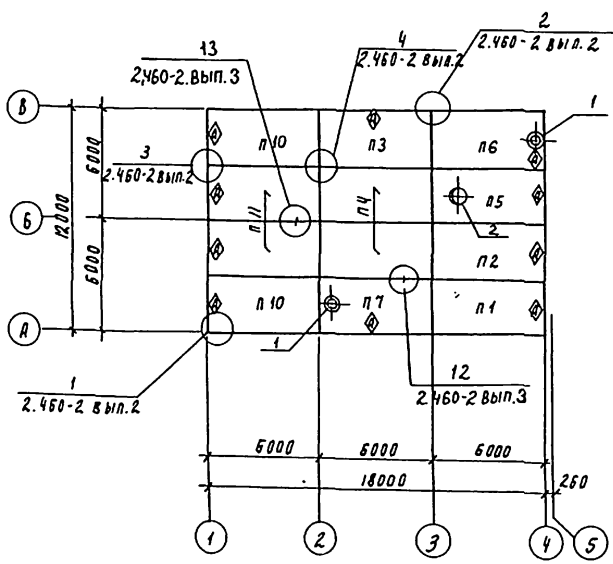 2
2.460-2 ВЫП.2
4
2.460-2 ВЫП.2
13
2.460-2.ВЫП.3
В
1
А
А
П10
П3
П6
А
6000
3
2.460-2 ВЫП.2
А
П5
А
2
12000
Б
П11
П4
А
П2
А
6000
А
П10
П7
П1
А
1
А
А
1
2.460-2 ВЫП.2
12
2.460-2 ВЫП.3
6000
6000
6000
18000
260
1
2
3
4
5